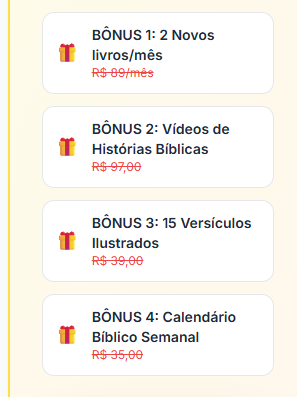 BÔNUS 1: 2 Novos
livros/mês
R$ 89/mês
BÔNUS 2: Vídeos de
Histórias Bíblicas
R$ 97,00
BÔNUS 3: 15 Versículos
Ilustrados
R$ 39,00
BÔNUS 4: Calendário
Bíblico Semanal
R$ 35,00